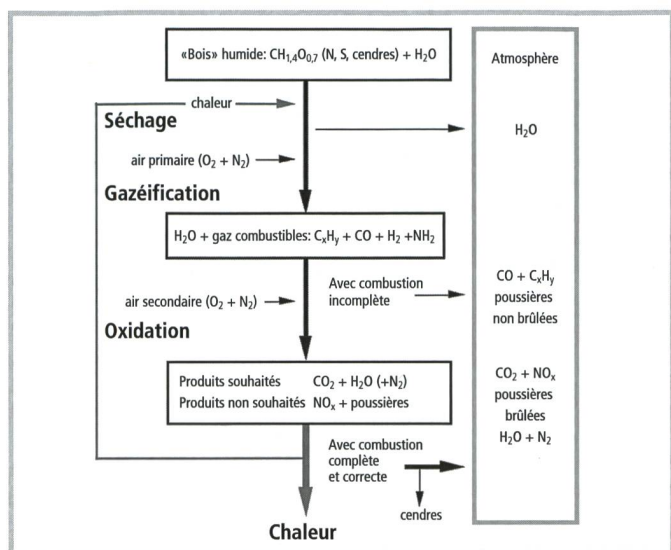 «Bois» humide: CH1,4O0,7 (N, S, cendres) + H2O
Atmosphère
chaleur
Séchage
H2O
air primaire (O2 + N2)
Gazéification
H2O + gaz combustibles: CxHy + CO + H2 +NH2
Avec combustion
incomplète
CO + CxHy
poussières
non brûlées
air secondaire (O2 + N2)
Oxidation
Produits souhaités CO2 + H2O (+N2)
Produits non souhaités NOx + poussières
CO2 + NOx
poussières
brûlées
H2O + N2
Avec combustion
complète
et correcte
cendres
Chaleur